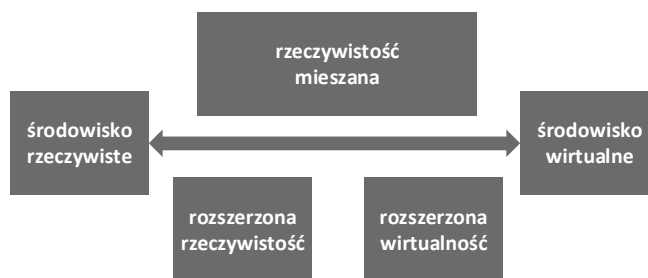 rzeczywistość
mieszana
środowisko
rzeczywiste
środowisko
wirtualne
rozszerzona
rzeczywistość
rozszerzona
wirtualność